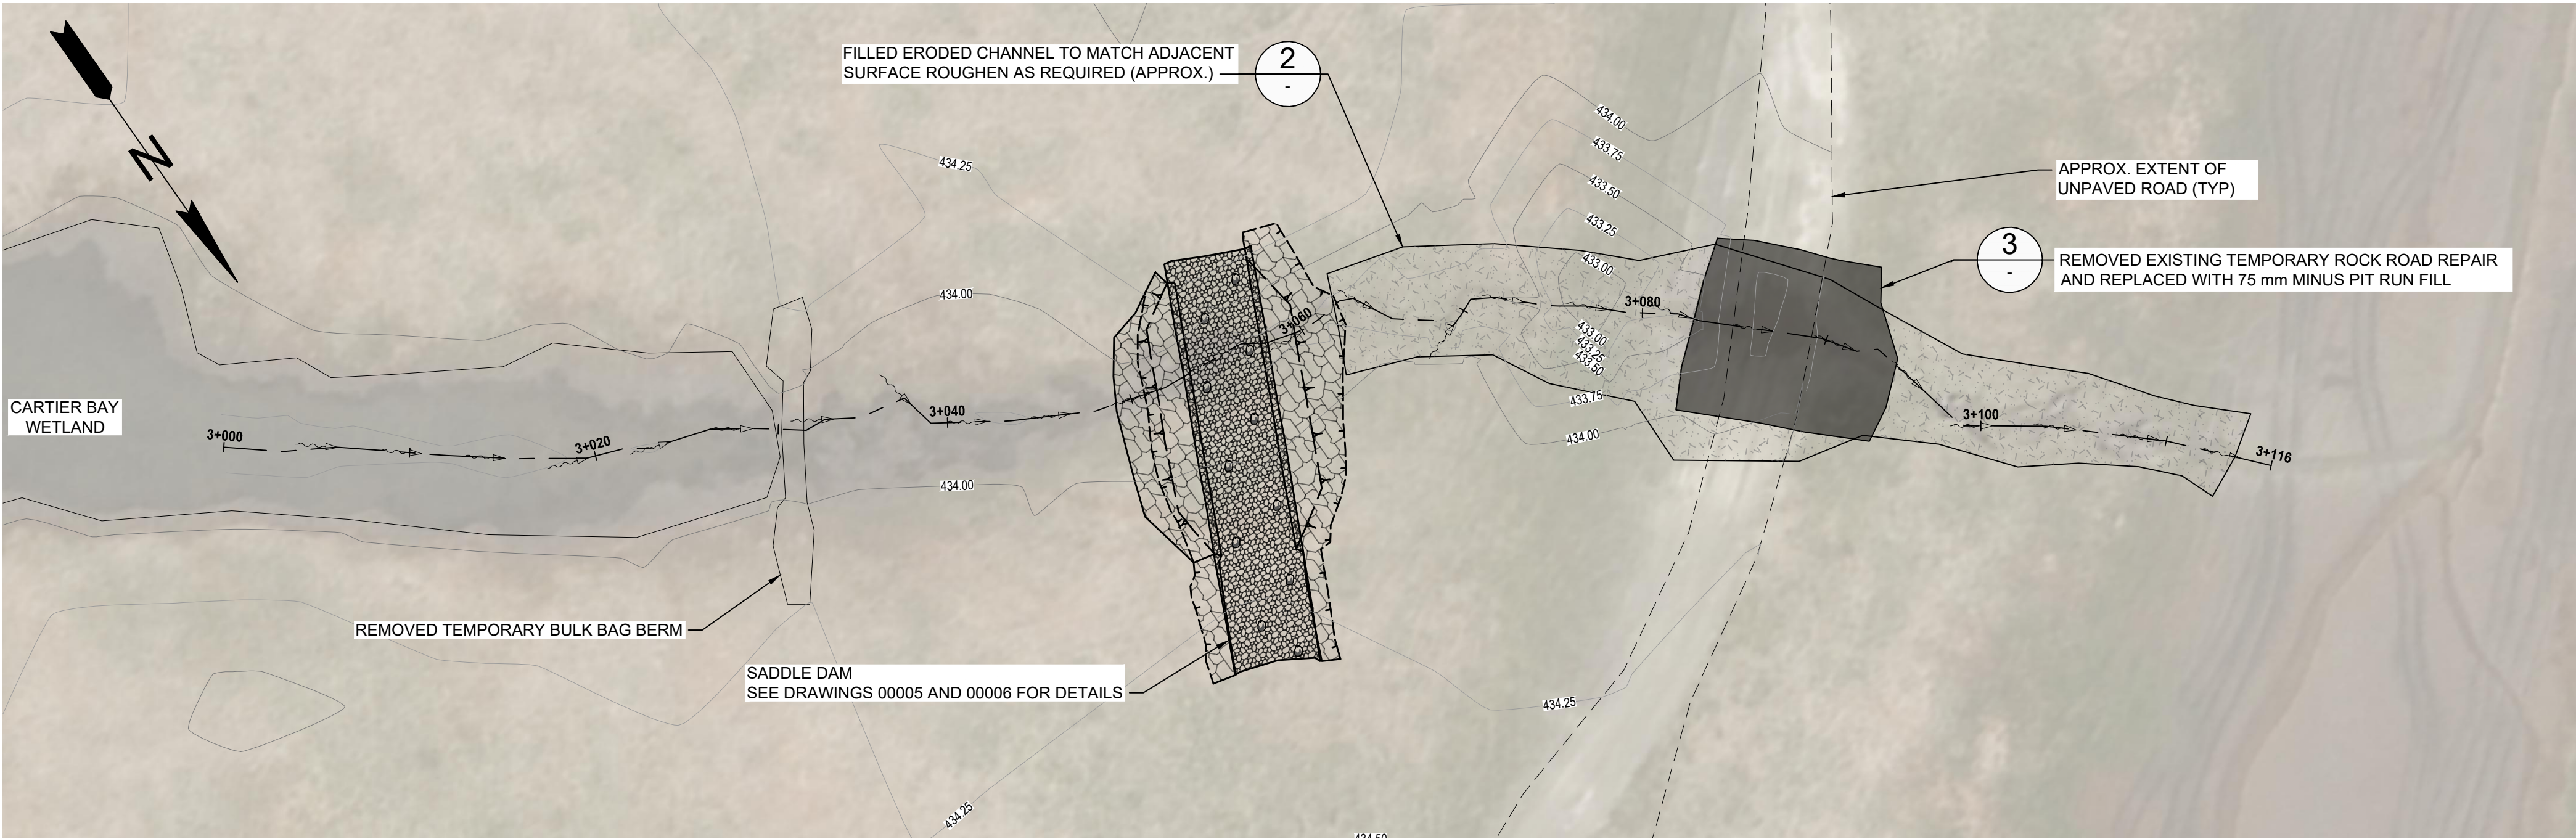 FILLED ERODED CHANNEL TO MATCH ADJACENT
SURFACE ROUGHEN AS REQUIRED (APPROX.)
2
-
N
434.00
433.75
433.50
433.25
433.00
434.25
APPROX. EXTENT OF
UNPAVED ROAD (TYP)
3
-
REMOVED EXISTING TEMPORARY ROCK ROAD REPAIR
AND REPLACED WITH 75 mm MINUS PIT RUN FILL
434.00
3+060
3+080
433.00
433.25
433.50
433.75
434.00
CARTIER BAY
WETLAND
3+000
3+020
3+040
3+100
3+116
434.00
REMOVED TEMPORARY BULK BAG BERM
SADDLE DAM
SEE DRAWINGS 00005 AND 00006 FOR DETAILS
434.25
434.25
434.50